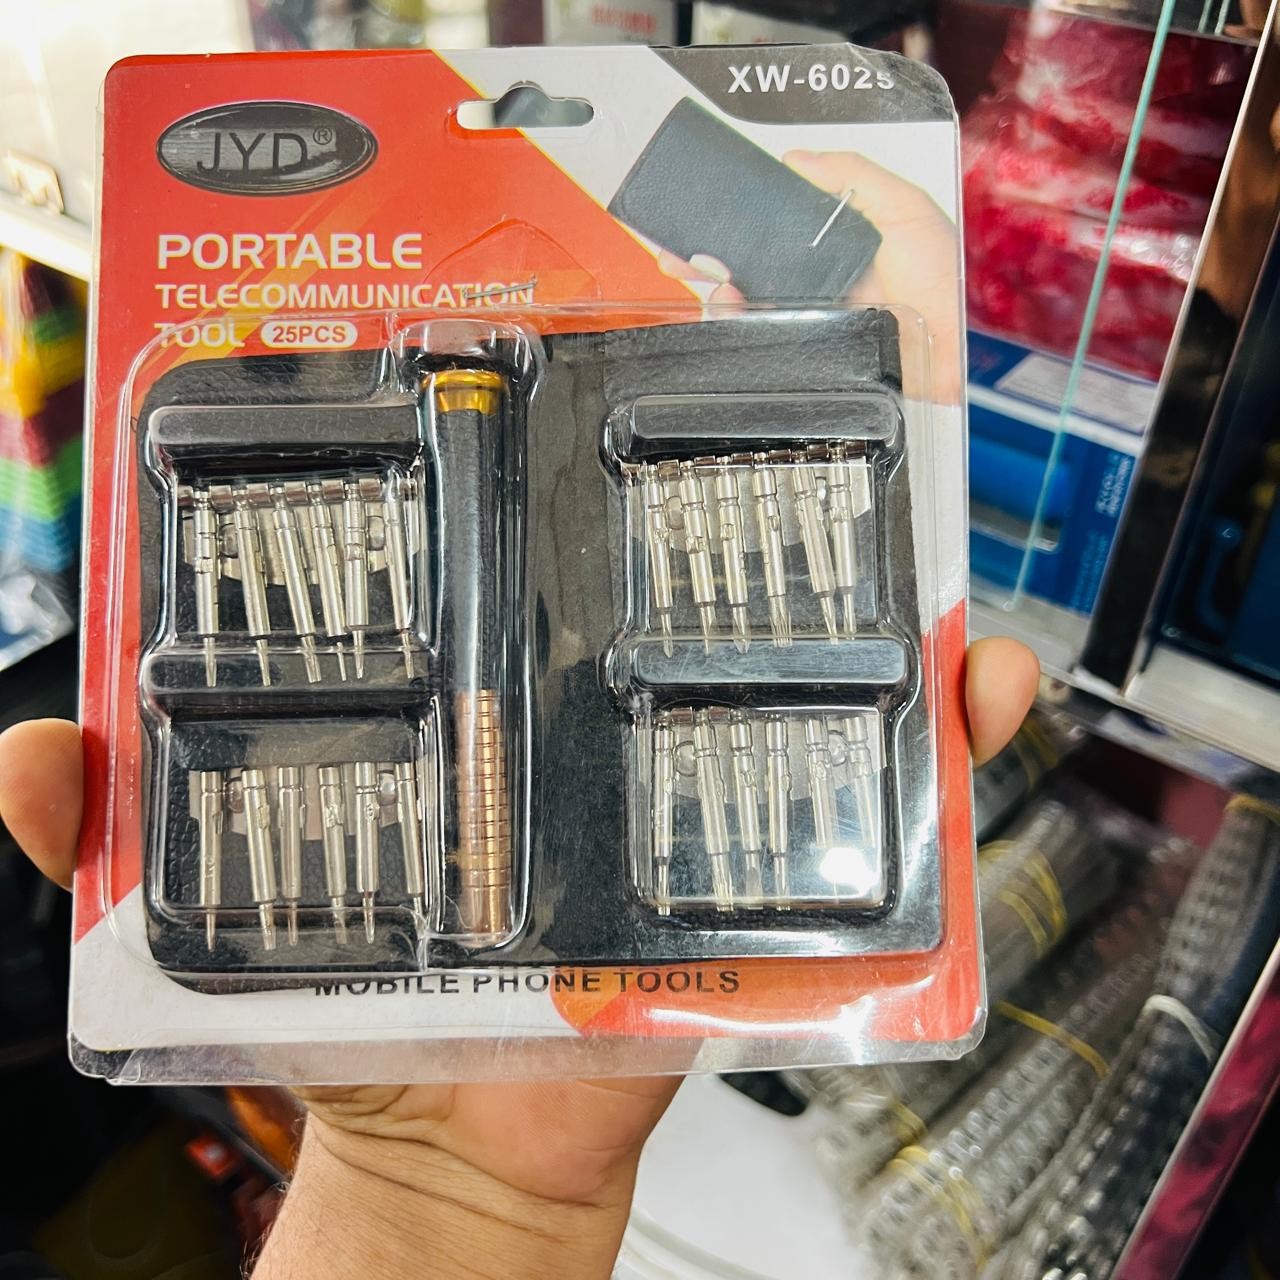 XW-6025
JYD®
PORTABLE
TELECOMMUNICATION
TOOL 25PCS
MOBILE PHONE TOOLS